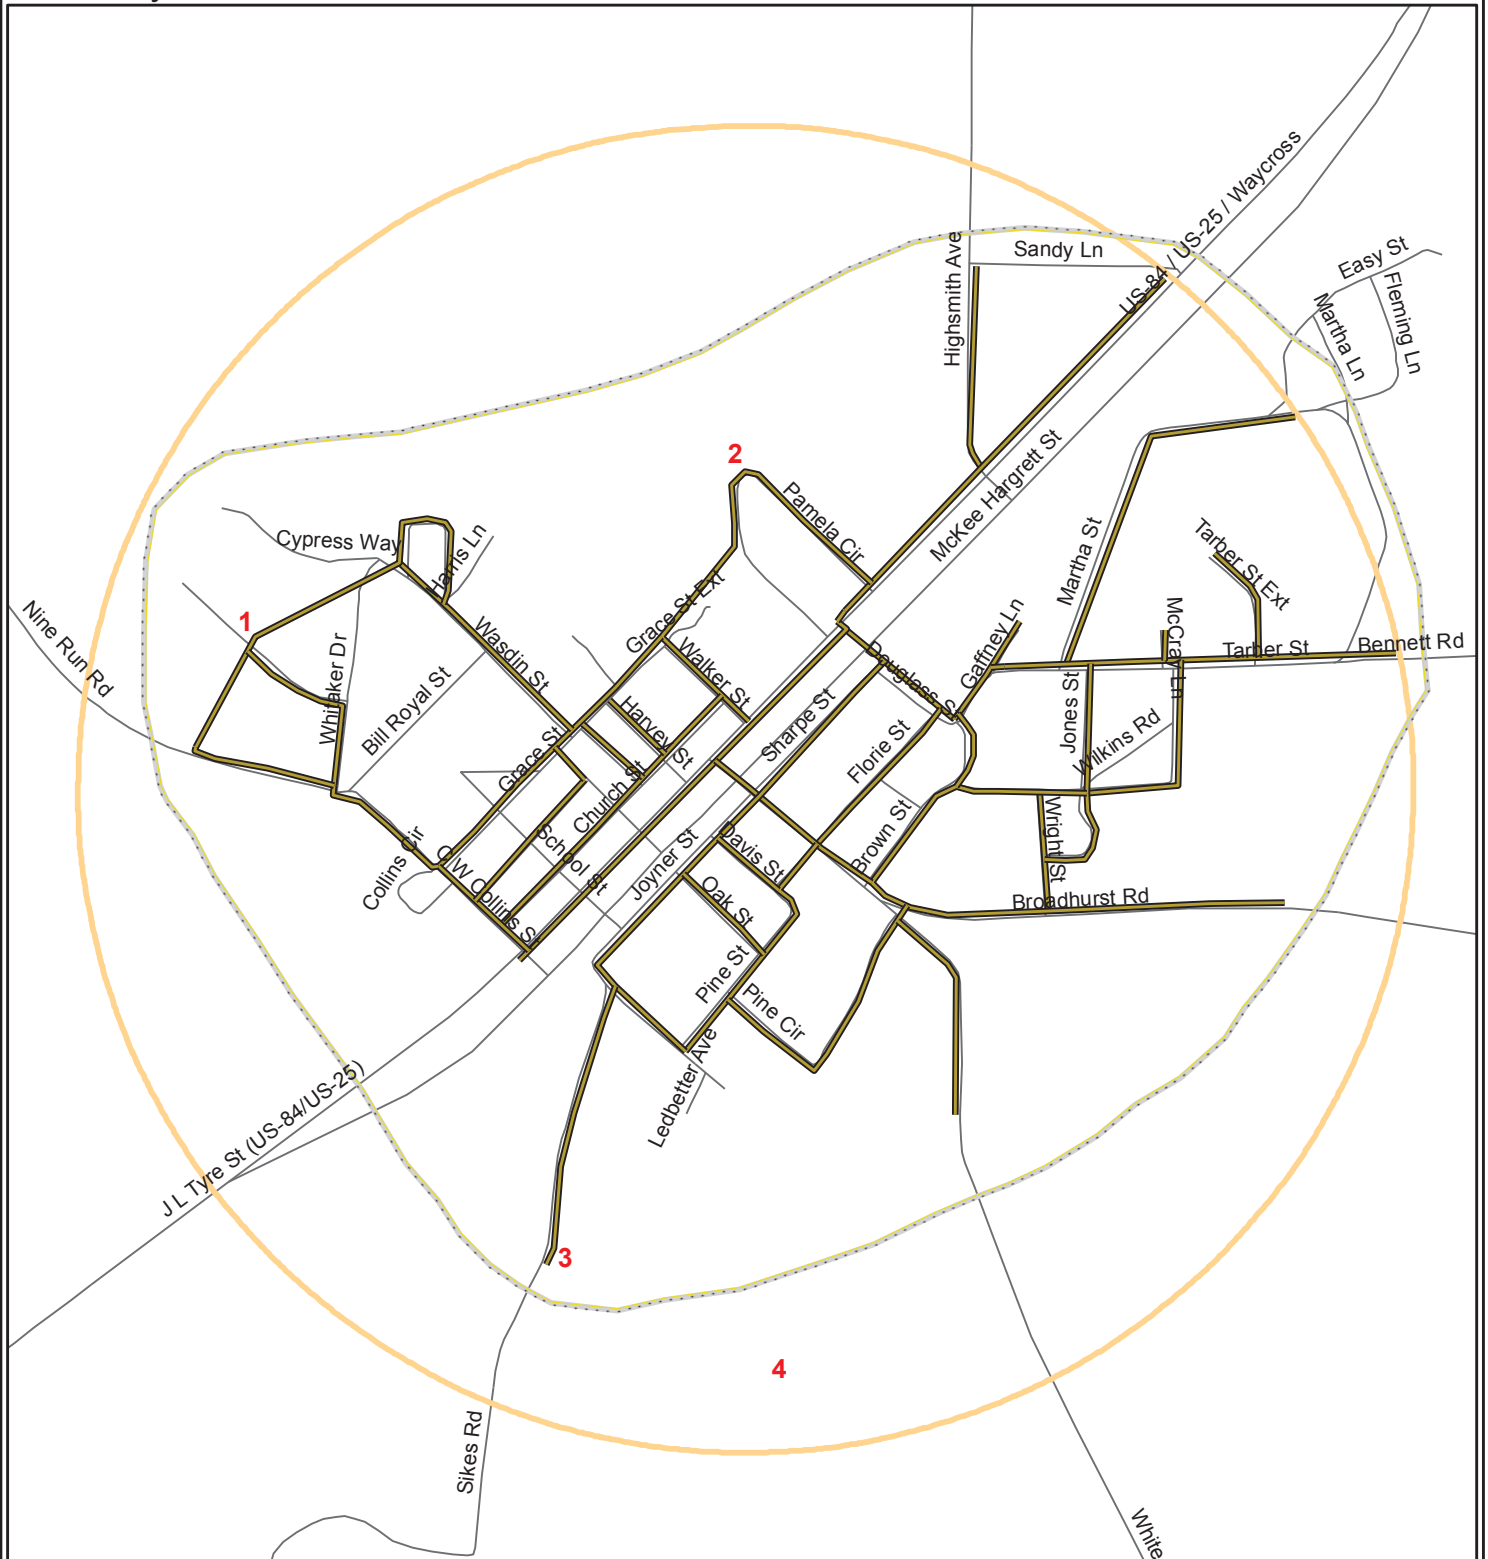 US-84 / US-25 / Waycross
Sandy Ln
Highsmith Ave
Easy St
Fleming Ln
Martha Ln
2
Pamela Cir
McKee Hargrett St
Cypress Way
Harris Ln
Martha St
Tarber St Ext
Grace St Ext
Nine Run Rd
1
Whitaker Dr
Wasdin St
Walker St
Douglass St
Gaffney Ln
McCray Ln
Tarber St
Bennett Rd
Bill Royal St
Harvey St
Sharpe St
Jones St
Wilkins Rd
Grace St
Church St
Florie St
Collins Cir
G W Collins St
School St
Joyner St
Davis St
Brown St
Wright St
Oak St
Broadhurst Rd
Pine St
Pine Cir
Ledbetter Ave
J L Tyre St (US-84/US-25)
3
4
Sikes Rd
White